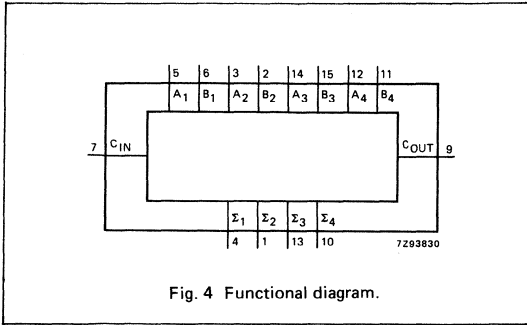 5 6 3 2 14 15 12 11
A1 B1 A2 B2 A3 B3 A4 B4
7 CIN COUT 9
Σ1 Σ2 Σ3 Σ4
4 1 13 10 7Z93830
Fig. 4 Functional diagram.